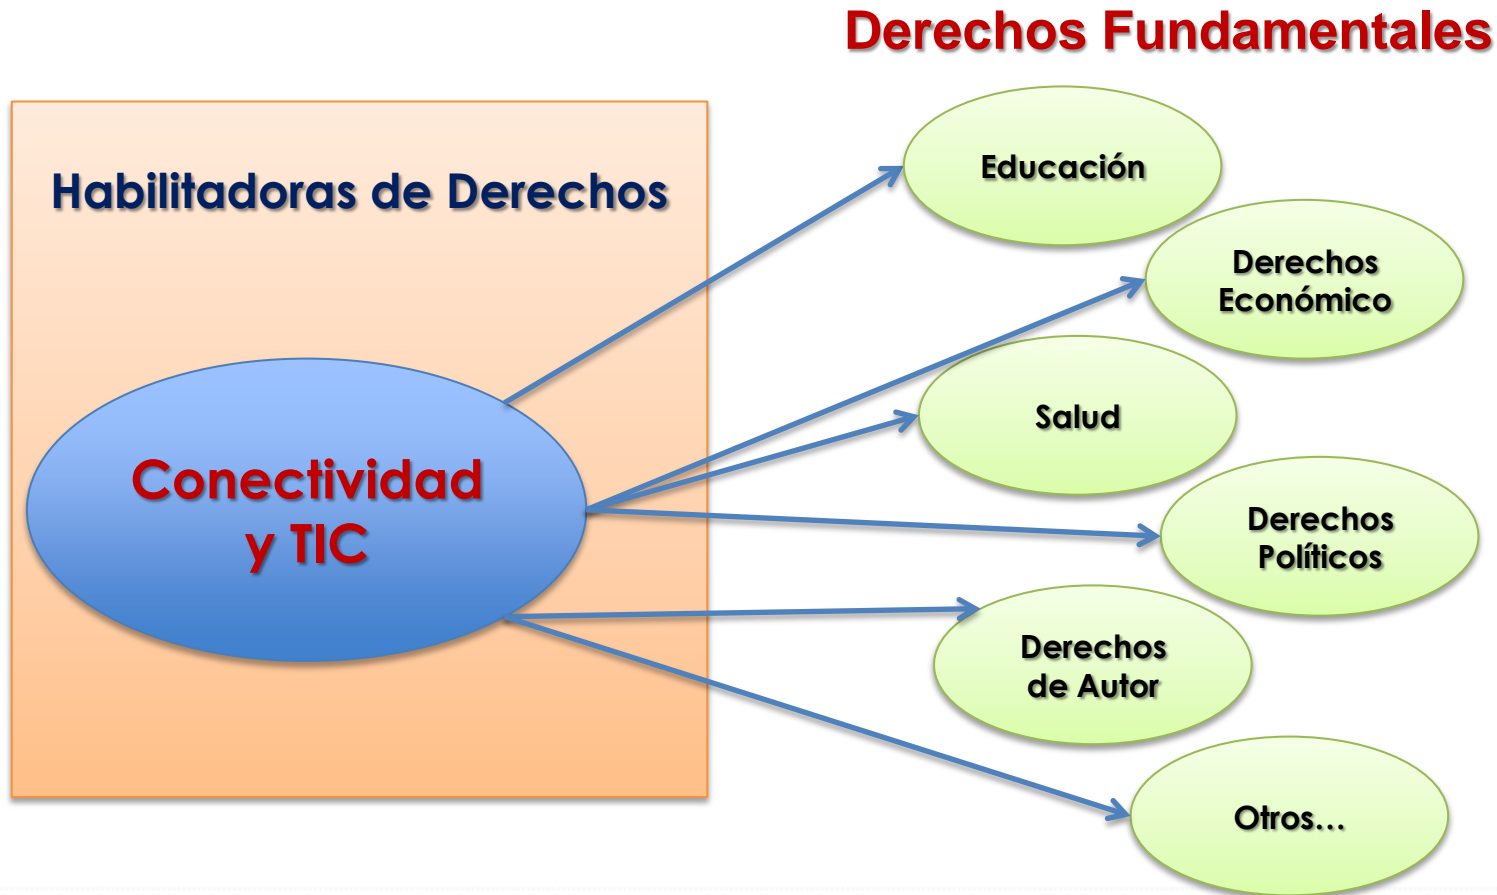 Derechos Fundamentales
Habilitadoras de Derechos
Conectividad
y TIC
Educación
Derechos
Económico
Salud
Derechos
Políticos
Derechos
de Autor
Otros...